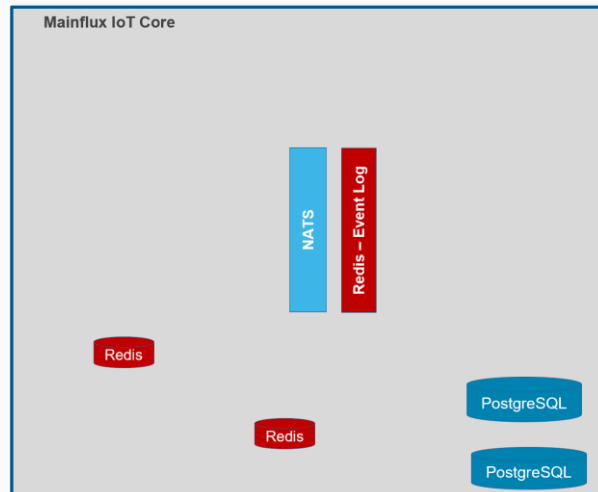 Mainflux IoT Core
NATS
Redis – Event Log
Redis
PostgreSQL
Redis
PostgreSQL